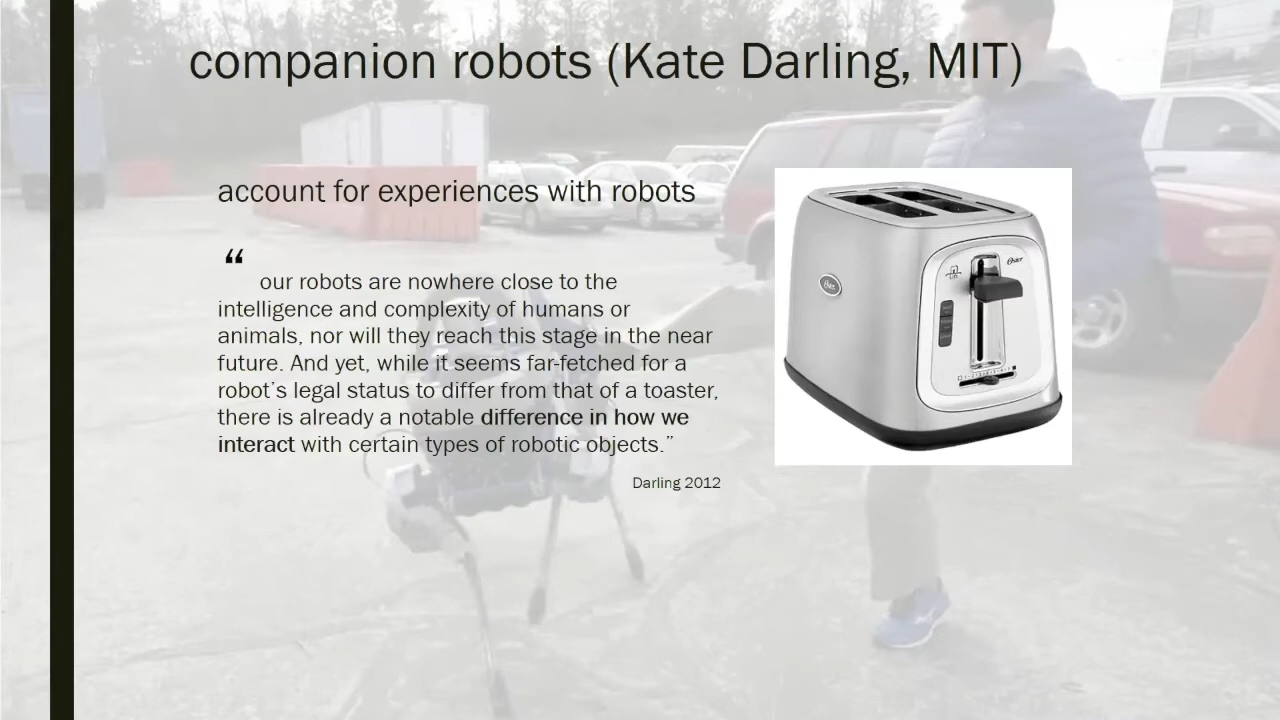 companion robots (Kate Darling, MIT)
account for experiences with robots
“
our robots are nowhere close to the
intelligence and complexity of humans or
animals, nor will they reach this stage in the near
future. And yet, while it seems far-fetched for a
robot’s legal status to differ from that of a toaster,
there is already a notable difference in how we
interact with certain types of robotic objects.”
Darling 2012
Oster
Oster